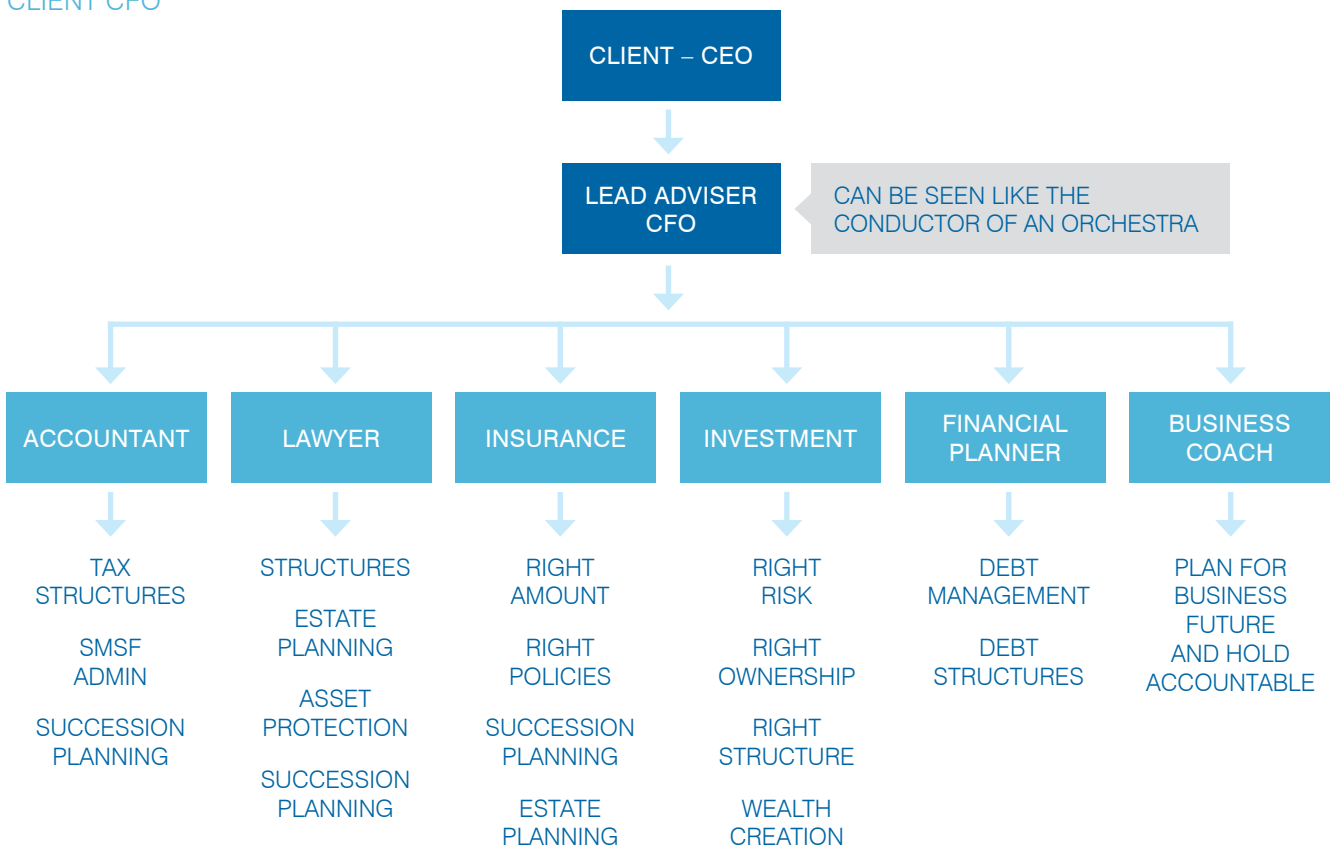 CLIENT CFO
CLIENT – CEO
LEAD ADVISER
CFO
CAN BE SEEN LIKE THE
CONDUCTOR OF AN ORCHESTRA
ACCOUNTANT
LAWYER
INSURANCE
INVESTMENT
FINANCIAL
PLANNER
BUSINESS
COACH
TAX
STRUCTURES
SMSF
ADMIN
SUCCESSION
PLANNING
STRUCTURES
ESTATE
PLANNING
ASSET
PROTECTION
SUCCESSION
PLANNING
RIGHT
AMOUNT
RIGHT
POLICIES
SUCCESSION
PLANNING
ESTATE
PLANNING
RIGHT
RISK
RIGHT
OWNERSHIP
RIGHT
STRUCTURE
WEALTH
CREATION
DEBT
MANAGEMENT
DEBT
STRUCTURES
PLAN FOR
BUSINESS
FUTURE
AND HOLD
ACCOUNTABLE